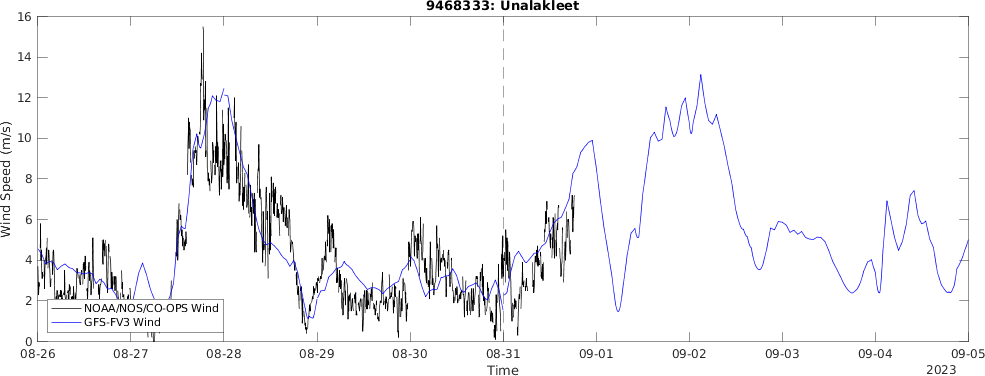 9468333: Unalakleet
Wind Speed (m/s)
16
14
12
10
8
6
4
2
0
NOAA/NOS/CO-OPS Wind
GFS-FV3 Wind
08-26 08-27 08-28 08-29 08-30 08-31 09-01 09-02 09-03 09-04 09-05
Time
2023